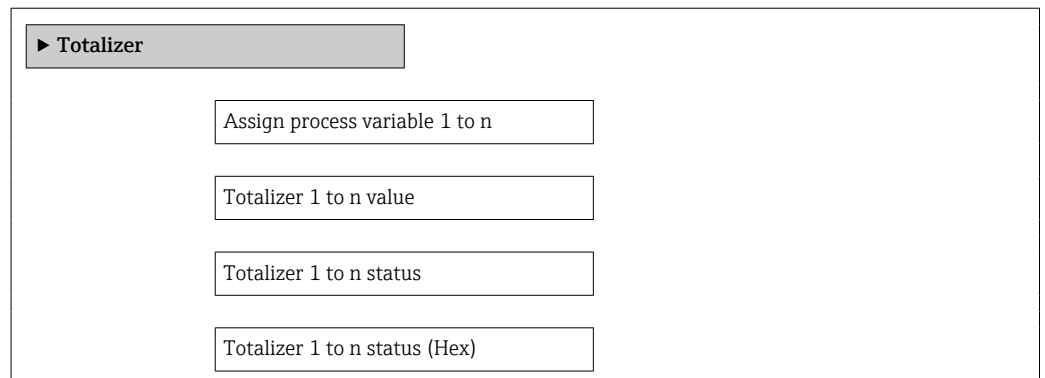 ▶ Totalizer
Assign process variable 1 to n
Totalizer 1 to n value
Totalizer 1 to n status
Totalizer 1 to n status (Hex)